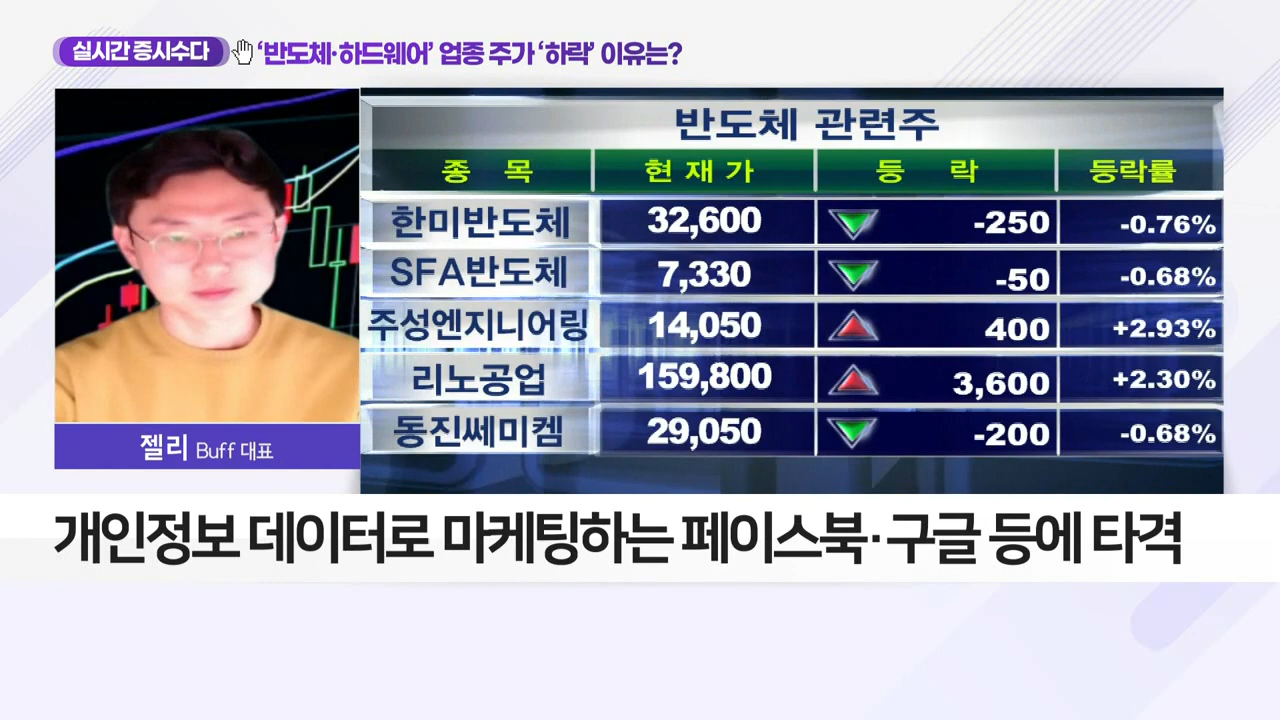 실시간 증시수다 '반도체·하드웨어' 업종 주가 '하락' 이유는?
반도체 관련주
종 목 현 재 가 등 락 등락률
한미반도체 32,600 -250 -0.76%
SFA반도체 7,330 -50 -0.68%
주성엔지니어링 14,050 400 +2.93%
리노공업 159,800 3,600 +2.30%
동진쎄미켐 29,050 -200 -0.68%
젤리 Buff 대표
개인정보 데이터로 마케팅하는 페이스북·구글 등에 타격